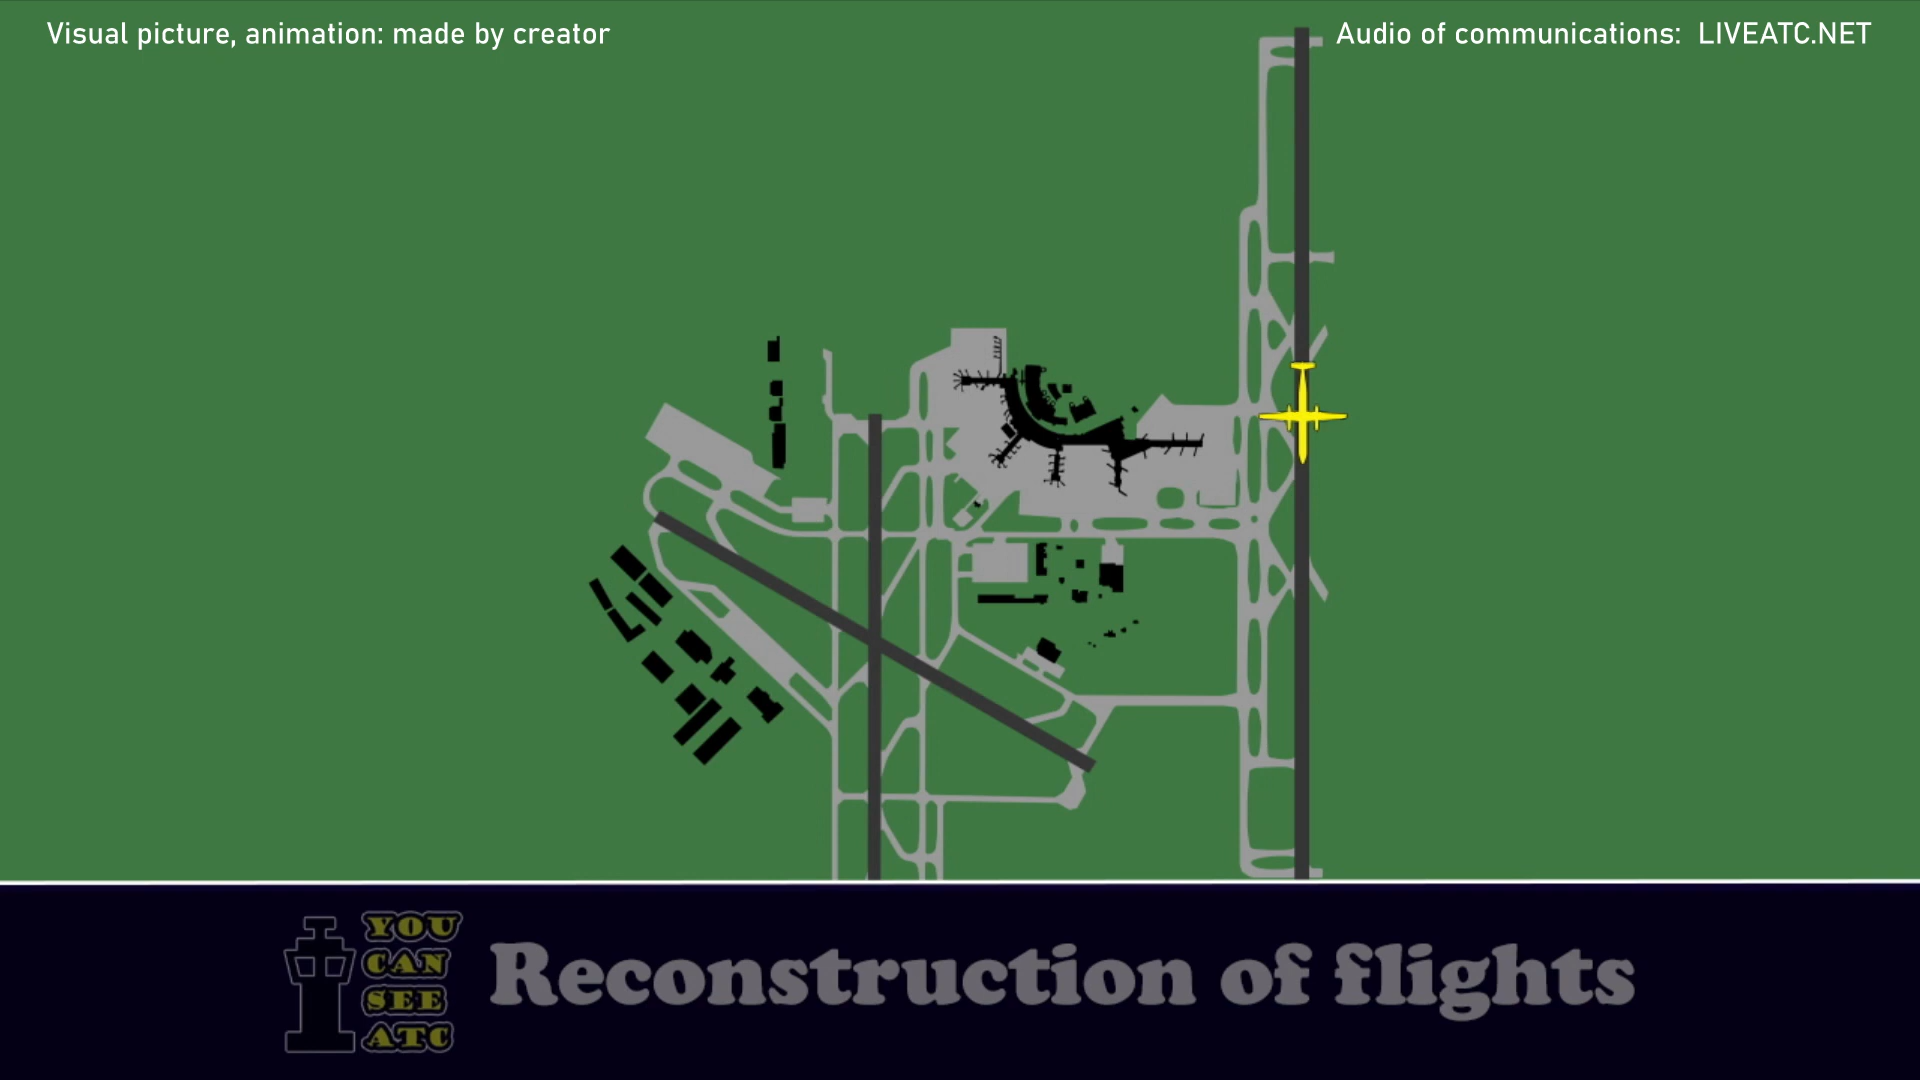 Visual picture, animation: made by creator
Audio of communications: LIVEATC.NET
YOU
CAN
SEE
ATC
Reconstruction of flights